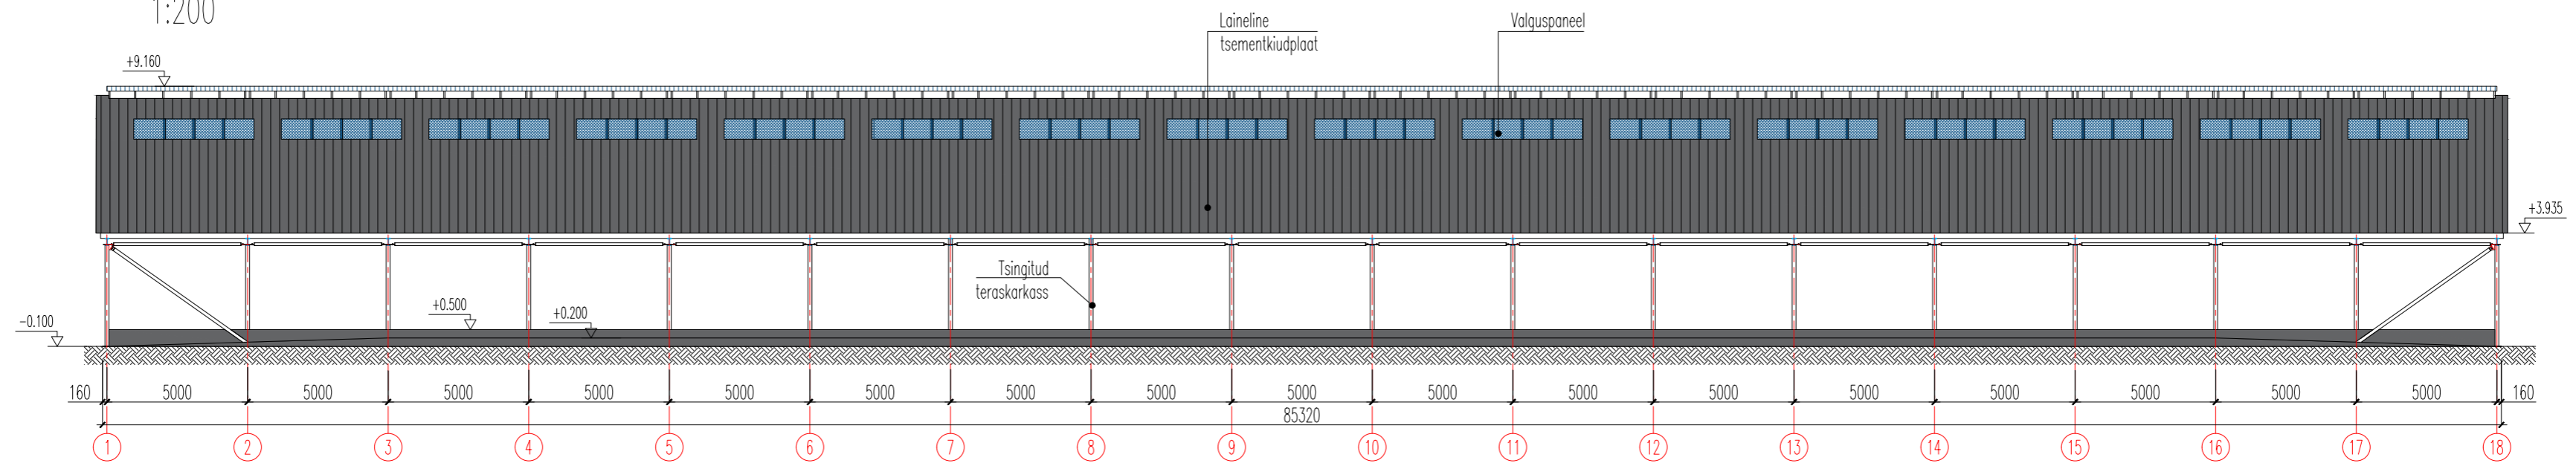 1:200
Laineline
tsementkiudplaat
Valguspaneel
+9.160
+3.935
Tsingitud
teraskarkass
+0.500
+0.200
-0.100
160 5000 5000 5000 5000 5000 5000 5000 5000 5000 5000 5000 5000 5000 5000 5000 5000 5000 160
85320
1 2 3 4 5 6 7 8 9 10 11 12 13 14 15 16 17 18